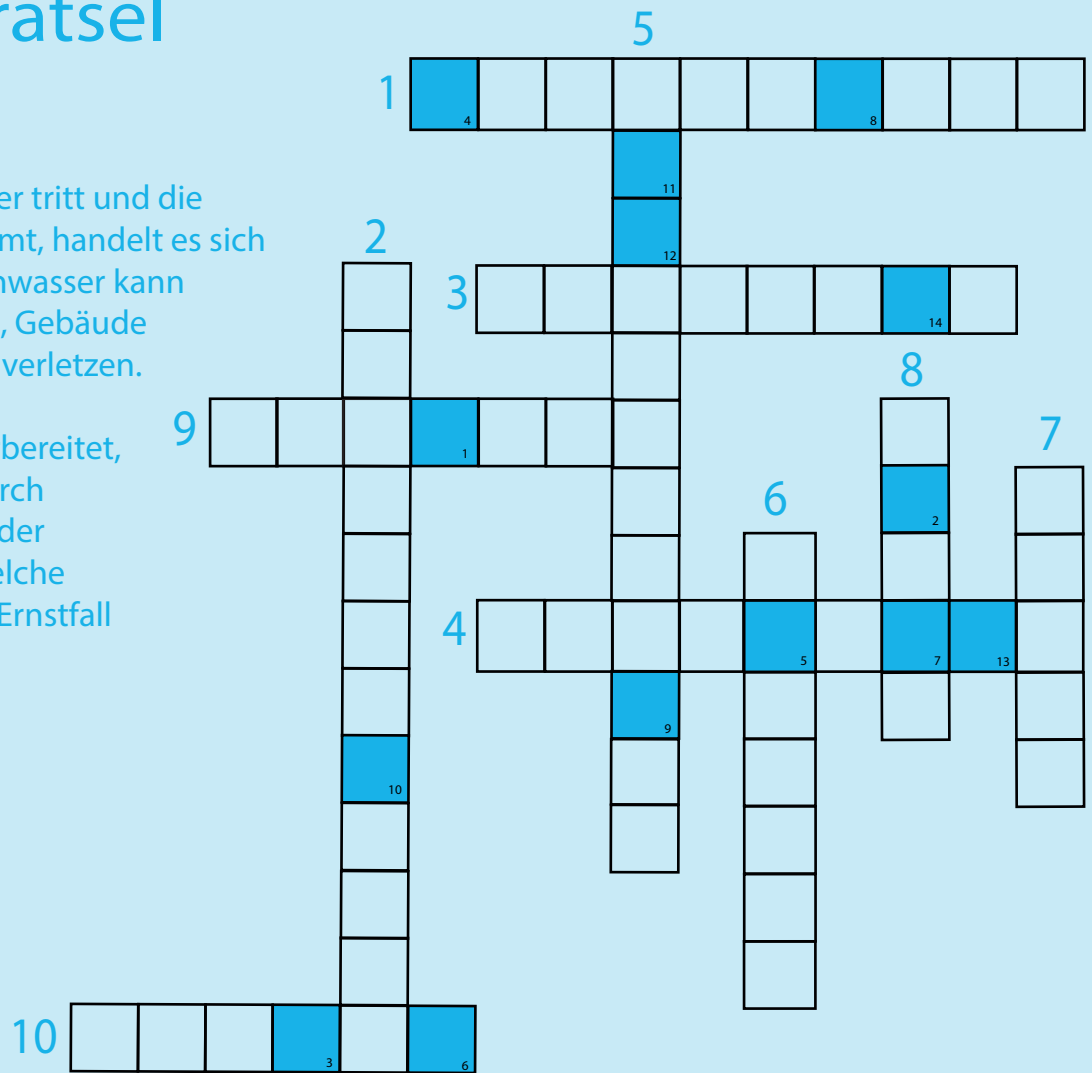 rätsel
5
1
4
8
11
er tritt und die
2
12
mt, handelt es sich
3
hwasser kann
14
, Gebäude
verletzen.
8
9
1
bereitet,
7
rch
2
6
der
elche
4
Ernstfall
5
7
13
9
10
10
3
6